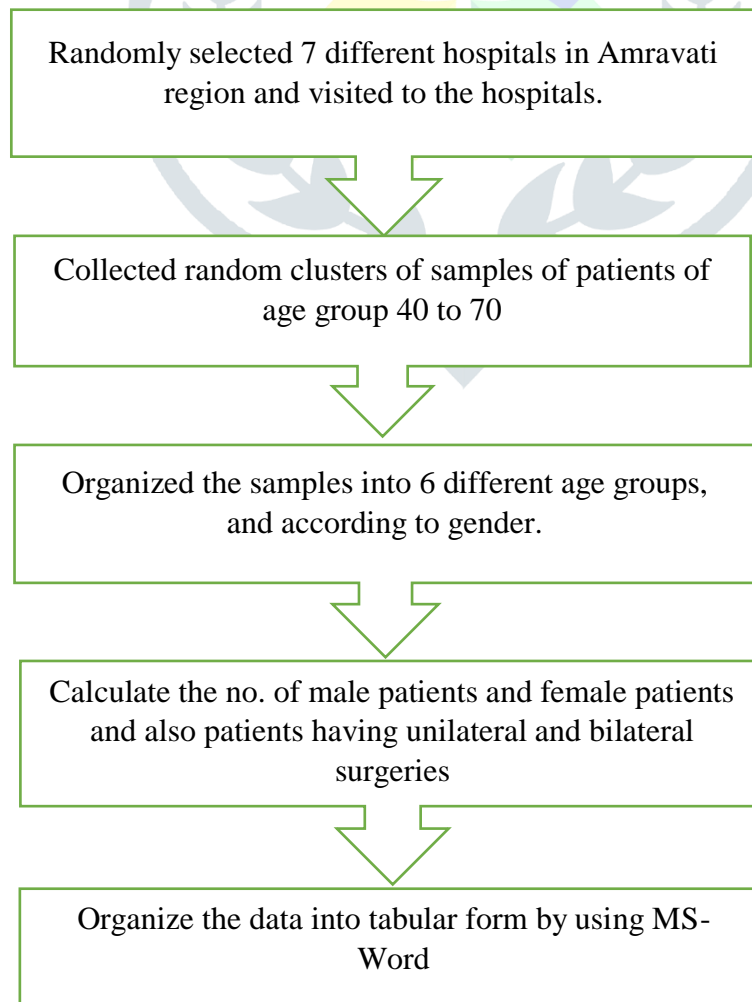 Randomly selected 7 different hospitals in Amravati
region and visited to the hospitals.
Collected random clusters of samples of patients of
age group 40 to 70
Organized the samples into 6 different age groups,
and according to gender.
Calculate the no. of male patients and female patients
and also patients having unilateral and bilateral
surgeries
Organize the data into tabular form by using MS-
Word